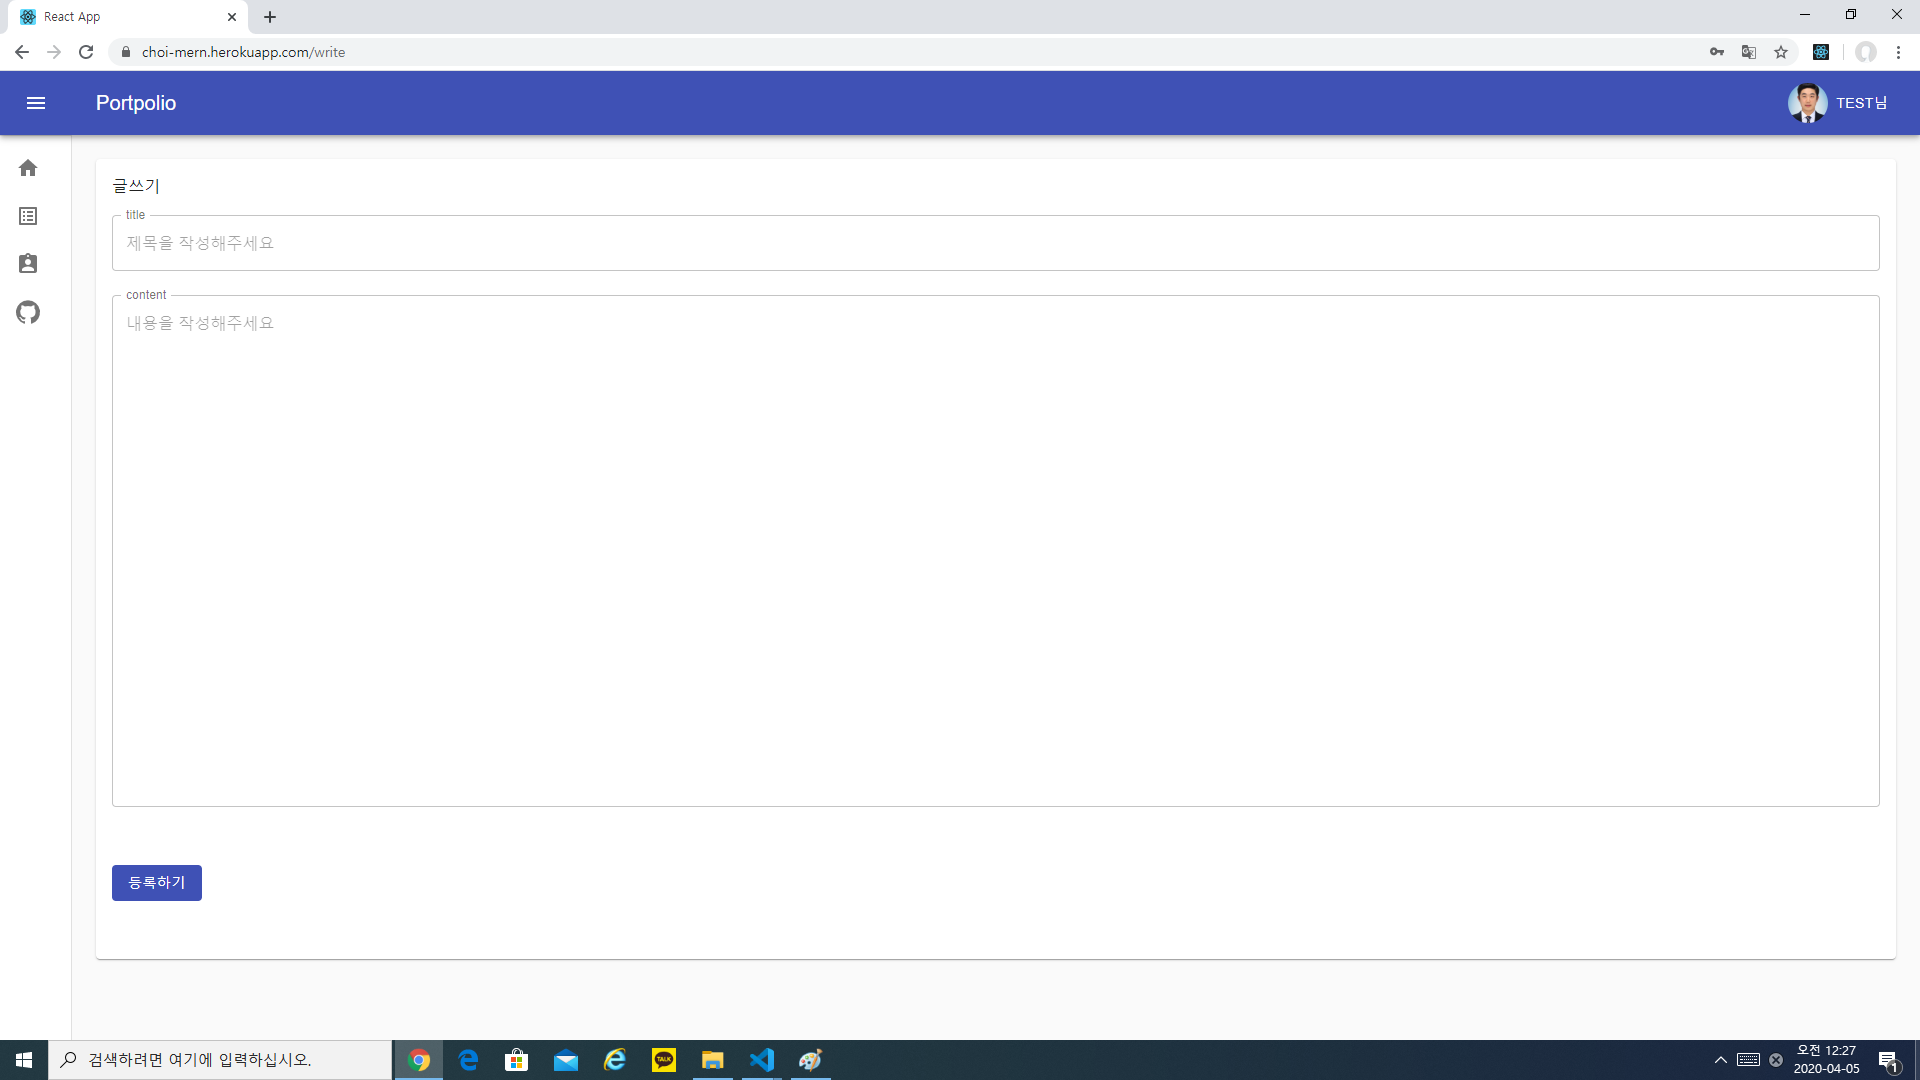 React App
choi-mern.herokuapp.com/write
Portpolio
TEST님
글쓰기
title
제목을 작성해주세요
content
내용을 작성해주세요
등록하기
검색하려면 여기에 입력하십시오.
TALK
오전 12:27
2020-04-05
1